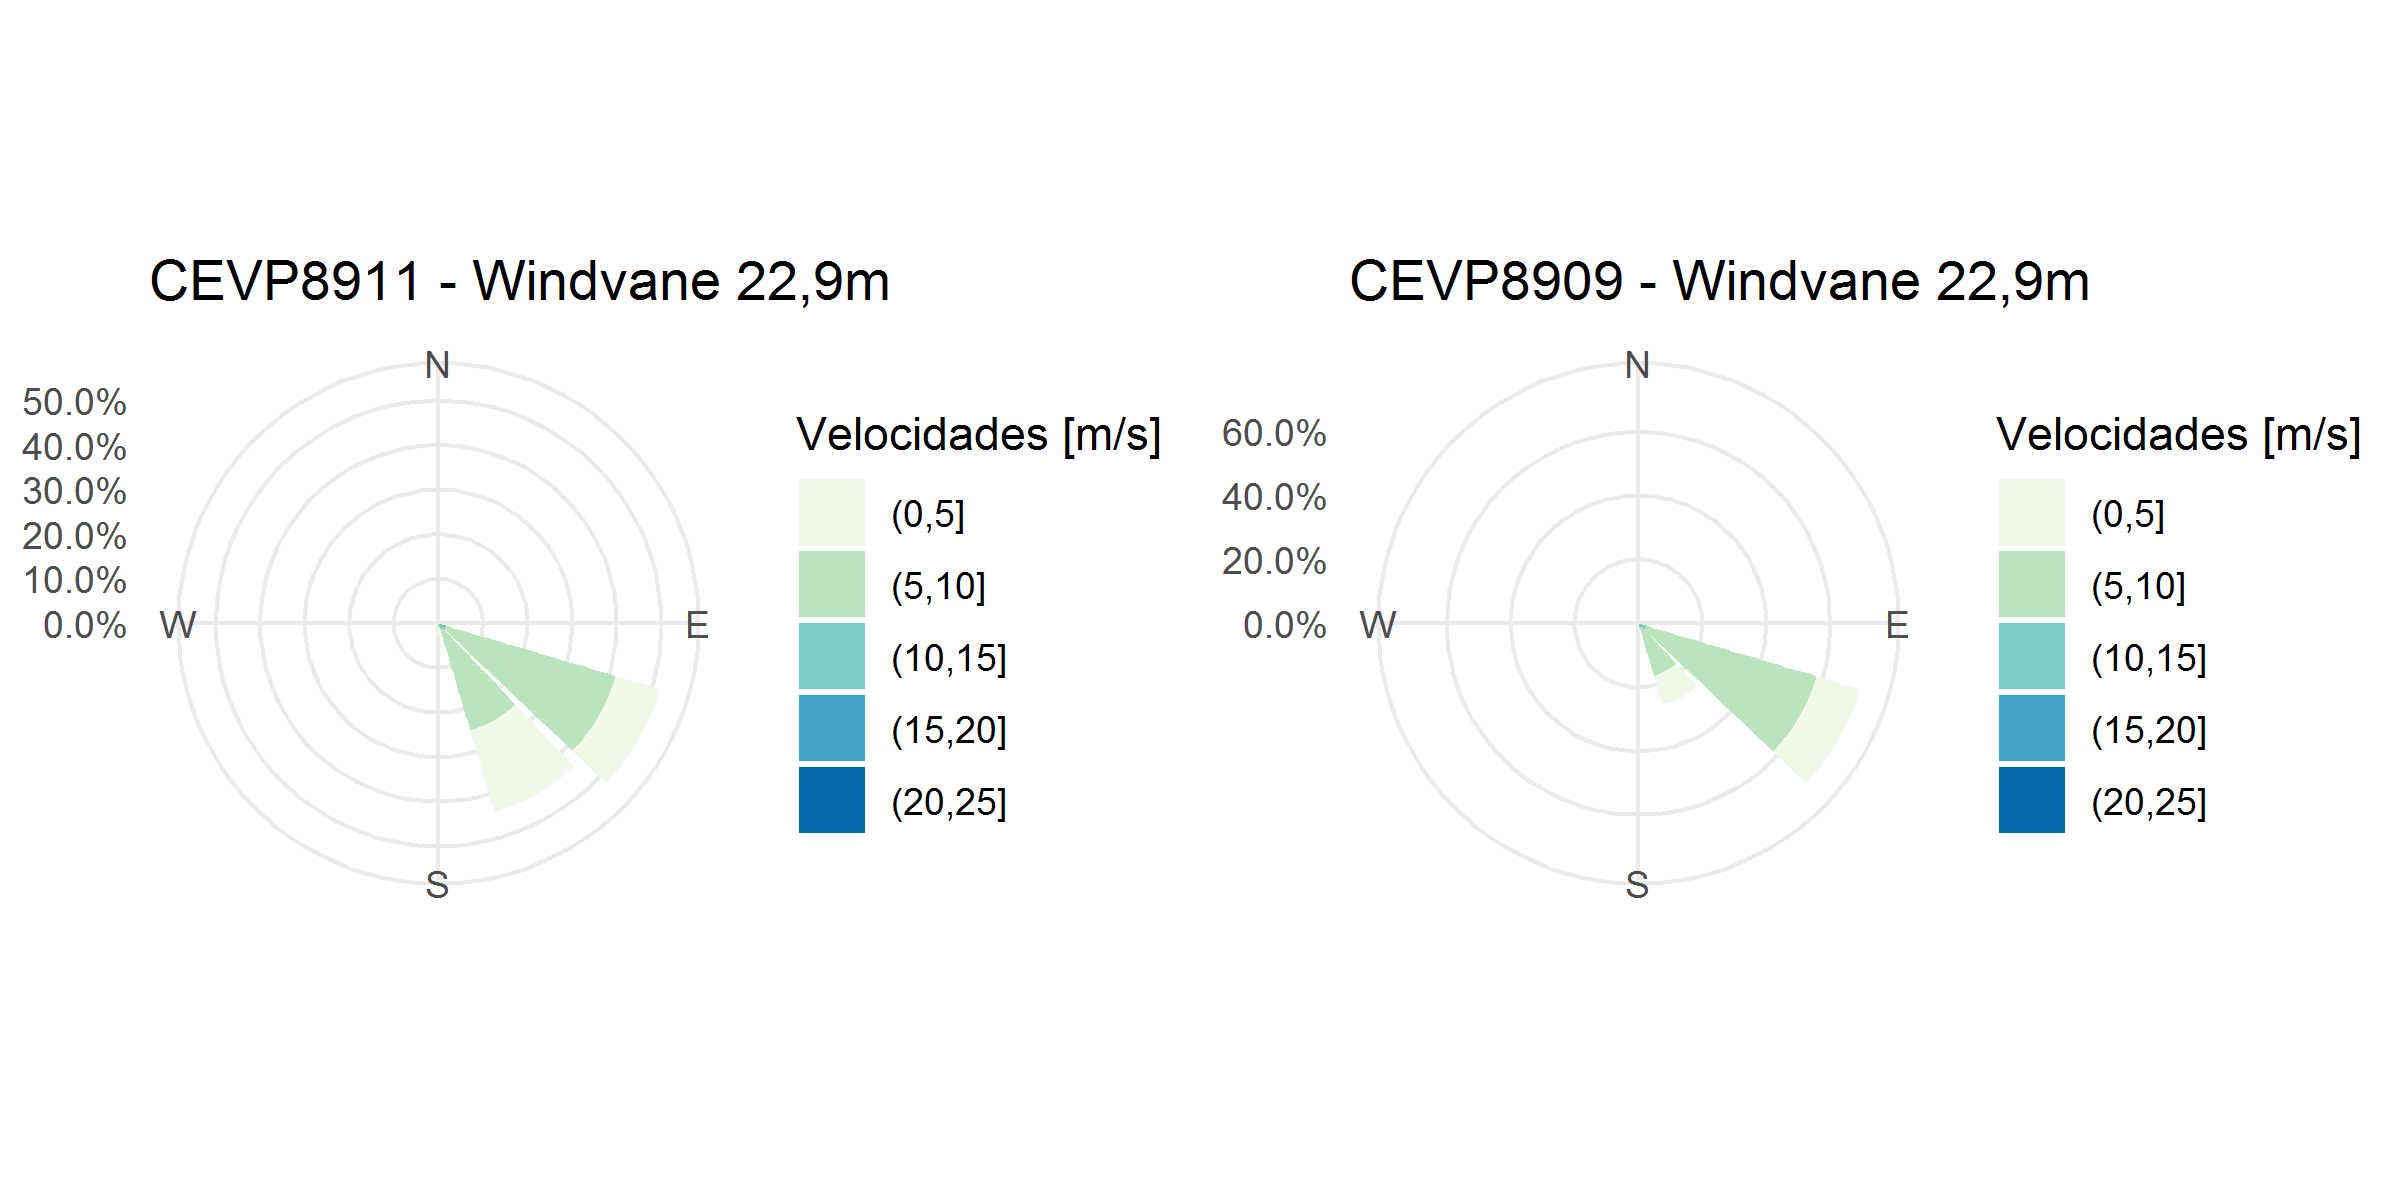 CEVP8911 - Windvane 22,9m
N
50.0%
40.0%
30.0%
20.0%
10.0%
0.0%
W
E
S
Velocidades [m/s]
(0,5]
(5,10]
(10,15]
(15,20]
(20,25]
CEVP8909 - Windvane 22,9m
N
60.0%
40.0%
20.0%
0.0%
W
E
S
Velocidades [m/s]
(0,5]
(5,10]
(10,15]
(15,20]
(20,25]